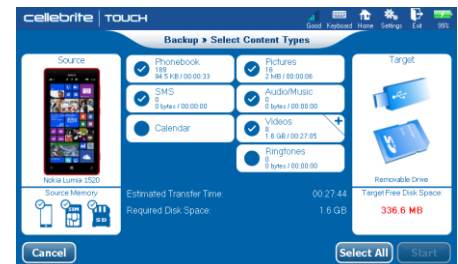 cellebrite TOUCH
Good Keyboard Home Settings Exit 99%
Backup » Select Content Types
Source
Phonebook
189
94.5 KB / 00:00:33
Pictures
16
2 MB / 00:00:06
Target
SMS
0
0 bytes / 00:00:00
Audio/Music
0
0 bytes / 00:00:00
Calendar
Videos
8
1.6 GB / 00:27:05
+
Ringtones
0
0 bytes / 00:00:00
Nokia Lumia 1520
Removable Drive
Source Memory
SIM
SD
Estimated Transfer Time: 00:27:44
Required Disk Space: 1.6 GB
Target Free Disk Space:
336.6 MB
Cancel
Select All
Start